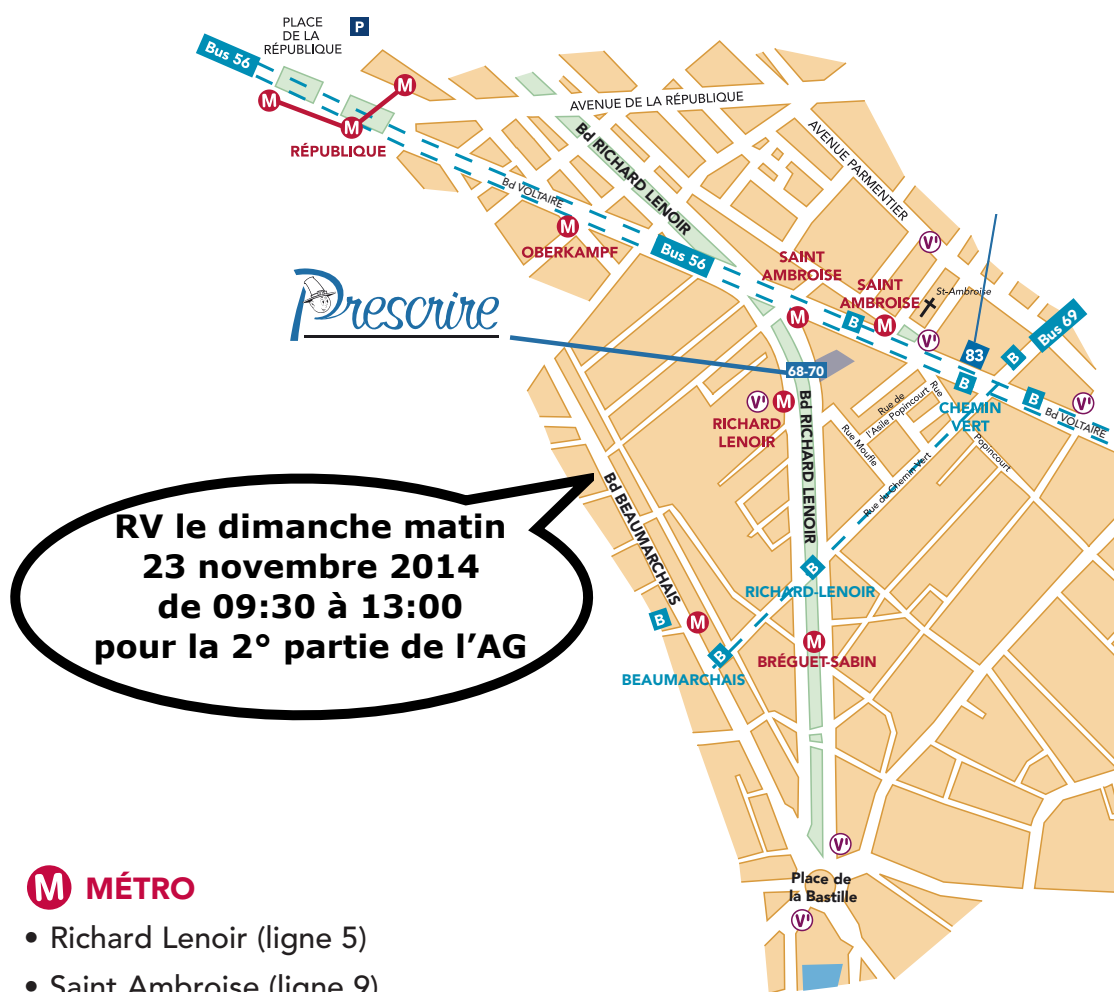 PLACE
DE LA
RÉPUBLIQUE
P
Bus 56
M
M
M
RÉPUBLIQUE
AVENUE DE LA RÉPUBLIQUE
Bd RICHARD LENOIR
AVENUE PARMENTIER
Bd VOLTAIRE
M
OBERKAMPF
Bus 56
V'
SAINT
AMBROISE
M
SAINT
AMBROISE
M
St-Ambroise
B
V'
Prescrire
68-70
83
B
Bus 69
B
CHEMIN
VERT
B
V'
Bd VOLTAIRE
V'
M
RICHARD
LENOIR
Bd RICHARD LENOIR
Rue de
l'Asile Popincourt
Rue
Popincourt
Rue Moufle
Rue du Chemin Vert
Bd BEAUMARCHAIS
RV le dimanche matin
23 novembre 2014
de 09:30 à 13:00
pour la 2° partie de l’AG
B
RICHARD-LENOIR
B
M
B
BEAUMARCHAIS
M
BRÉGUET-SABIN
V'
Place de
la Bastille
V'
M MÉTRO
• Richard Lenoir (ligne 5)
• Saint Ambroise (ligne 9)